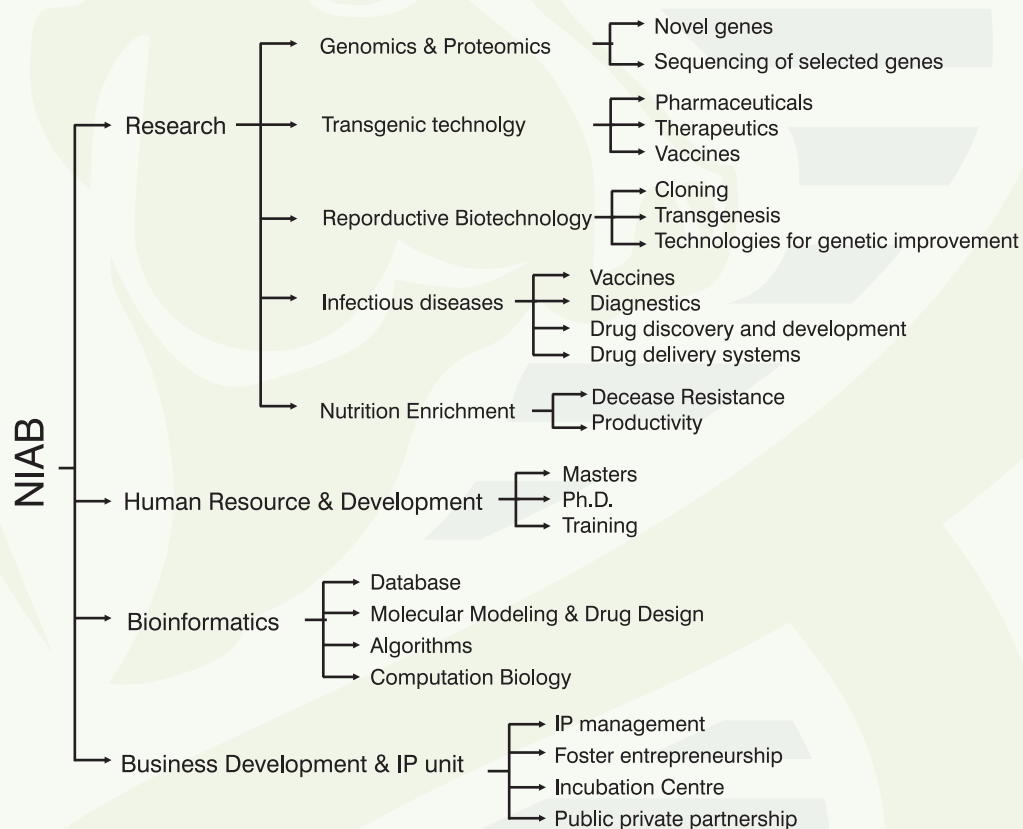 NIAB
Research
Genomics & Proteomics
Novel genes
Sequencing of selected genes
Transgenic technolgy
Pharmaceuticals
Therapeutics
Vaccines
Reporductive Biotechnology
Cloning
Transgenesis
Technologies for genetic improvement
Infectious diseases
Vaccines
Diagnostics
Drug discovery and development
Drug delivery systems
Nutrition Enrichment
Decease Resistance
Productivity
Human Resource & Development
Masters
Ph.D.
Training
Bioinformatics
Database
Molecular Modeling & Drug Design
Algorithms
Computation Biology
Business Development & IP unit
IP management
Foster entrepreneurship
Incubation Centre
Public private partnership